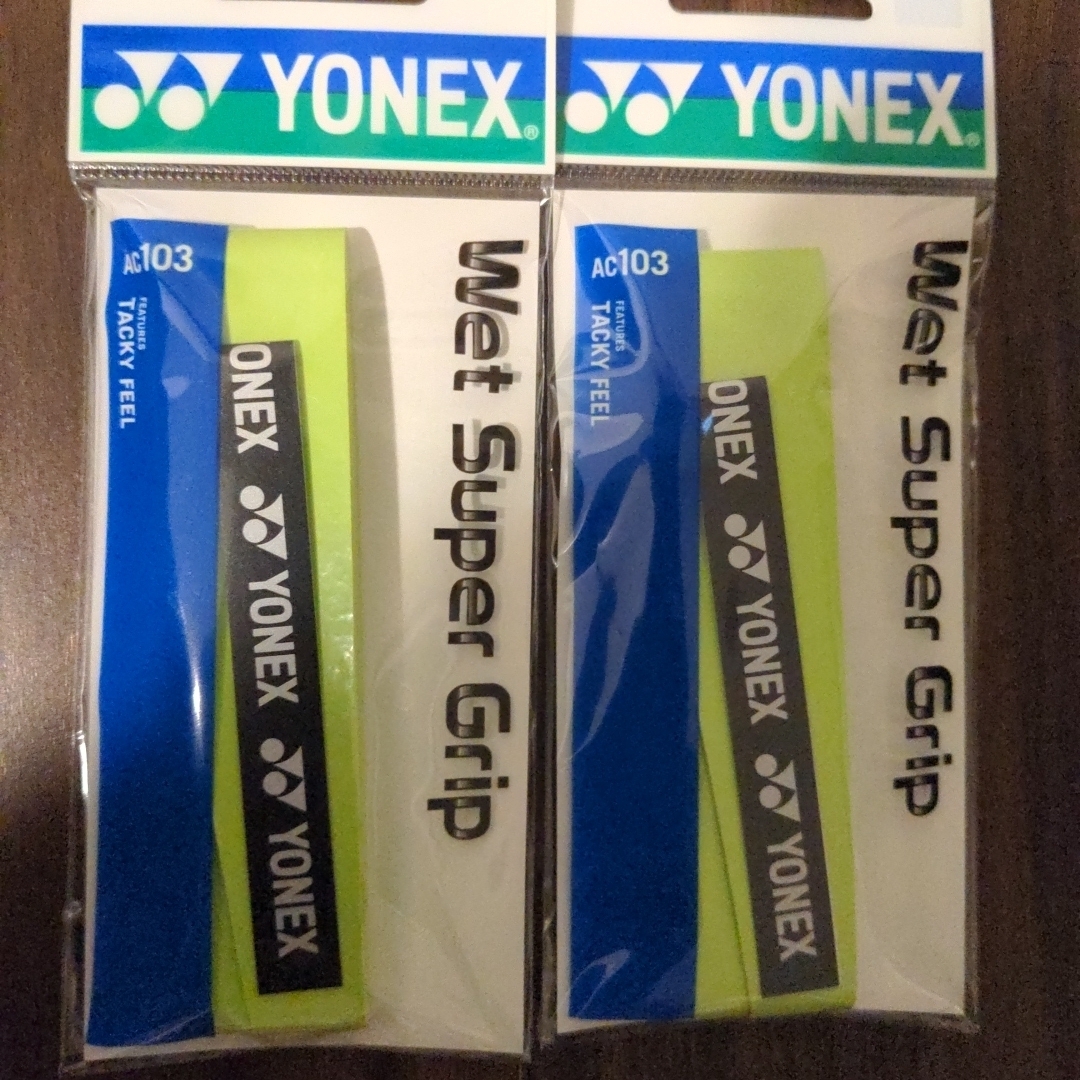 YONEX®
AC103
FEATURES
TACKY FEEL
Wet Super Grip
ONEX YONEX YONEX
YONEX®
AC103
FEATURES
TACKY FEEL
Wet Super Grip
ONEX YONEX YONEX